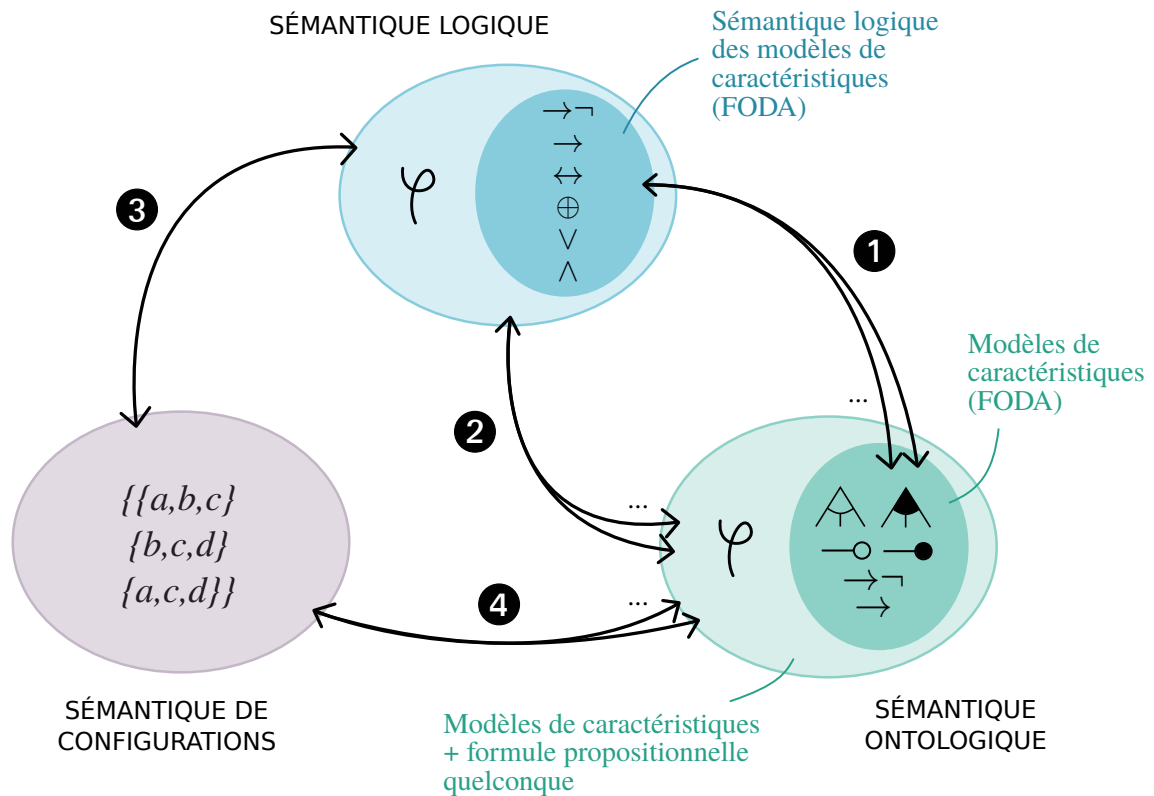 SÉMANTIQUE LOGIQUE
Sémantique logique
des modèles de
caractéristiques
(FODA)
→¬
→
↔
⊕
∨
∧
φ
3
1
Modèles de
caractéristiques
(FODA)
...
2
...
φ
→¬
→
{{a,b,c}
{b,c,d}
{a,c,d}}
4
...
SÉMANTIQUE DE
CONFIGURATIONS
Modèles de caractéristiques
+ formule propositionnelle
quelconque
SÉMANTIQUE
ONTOLOGIQUE